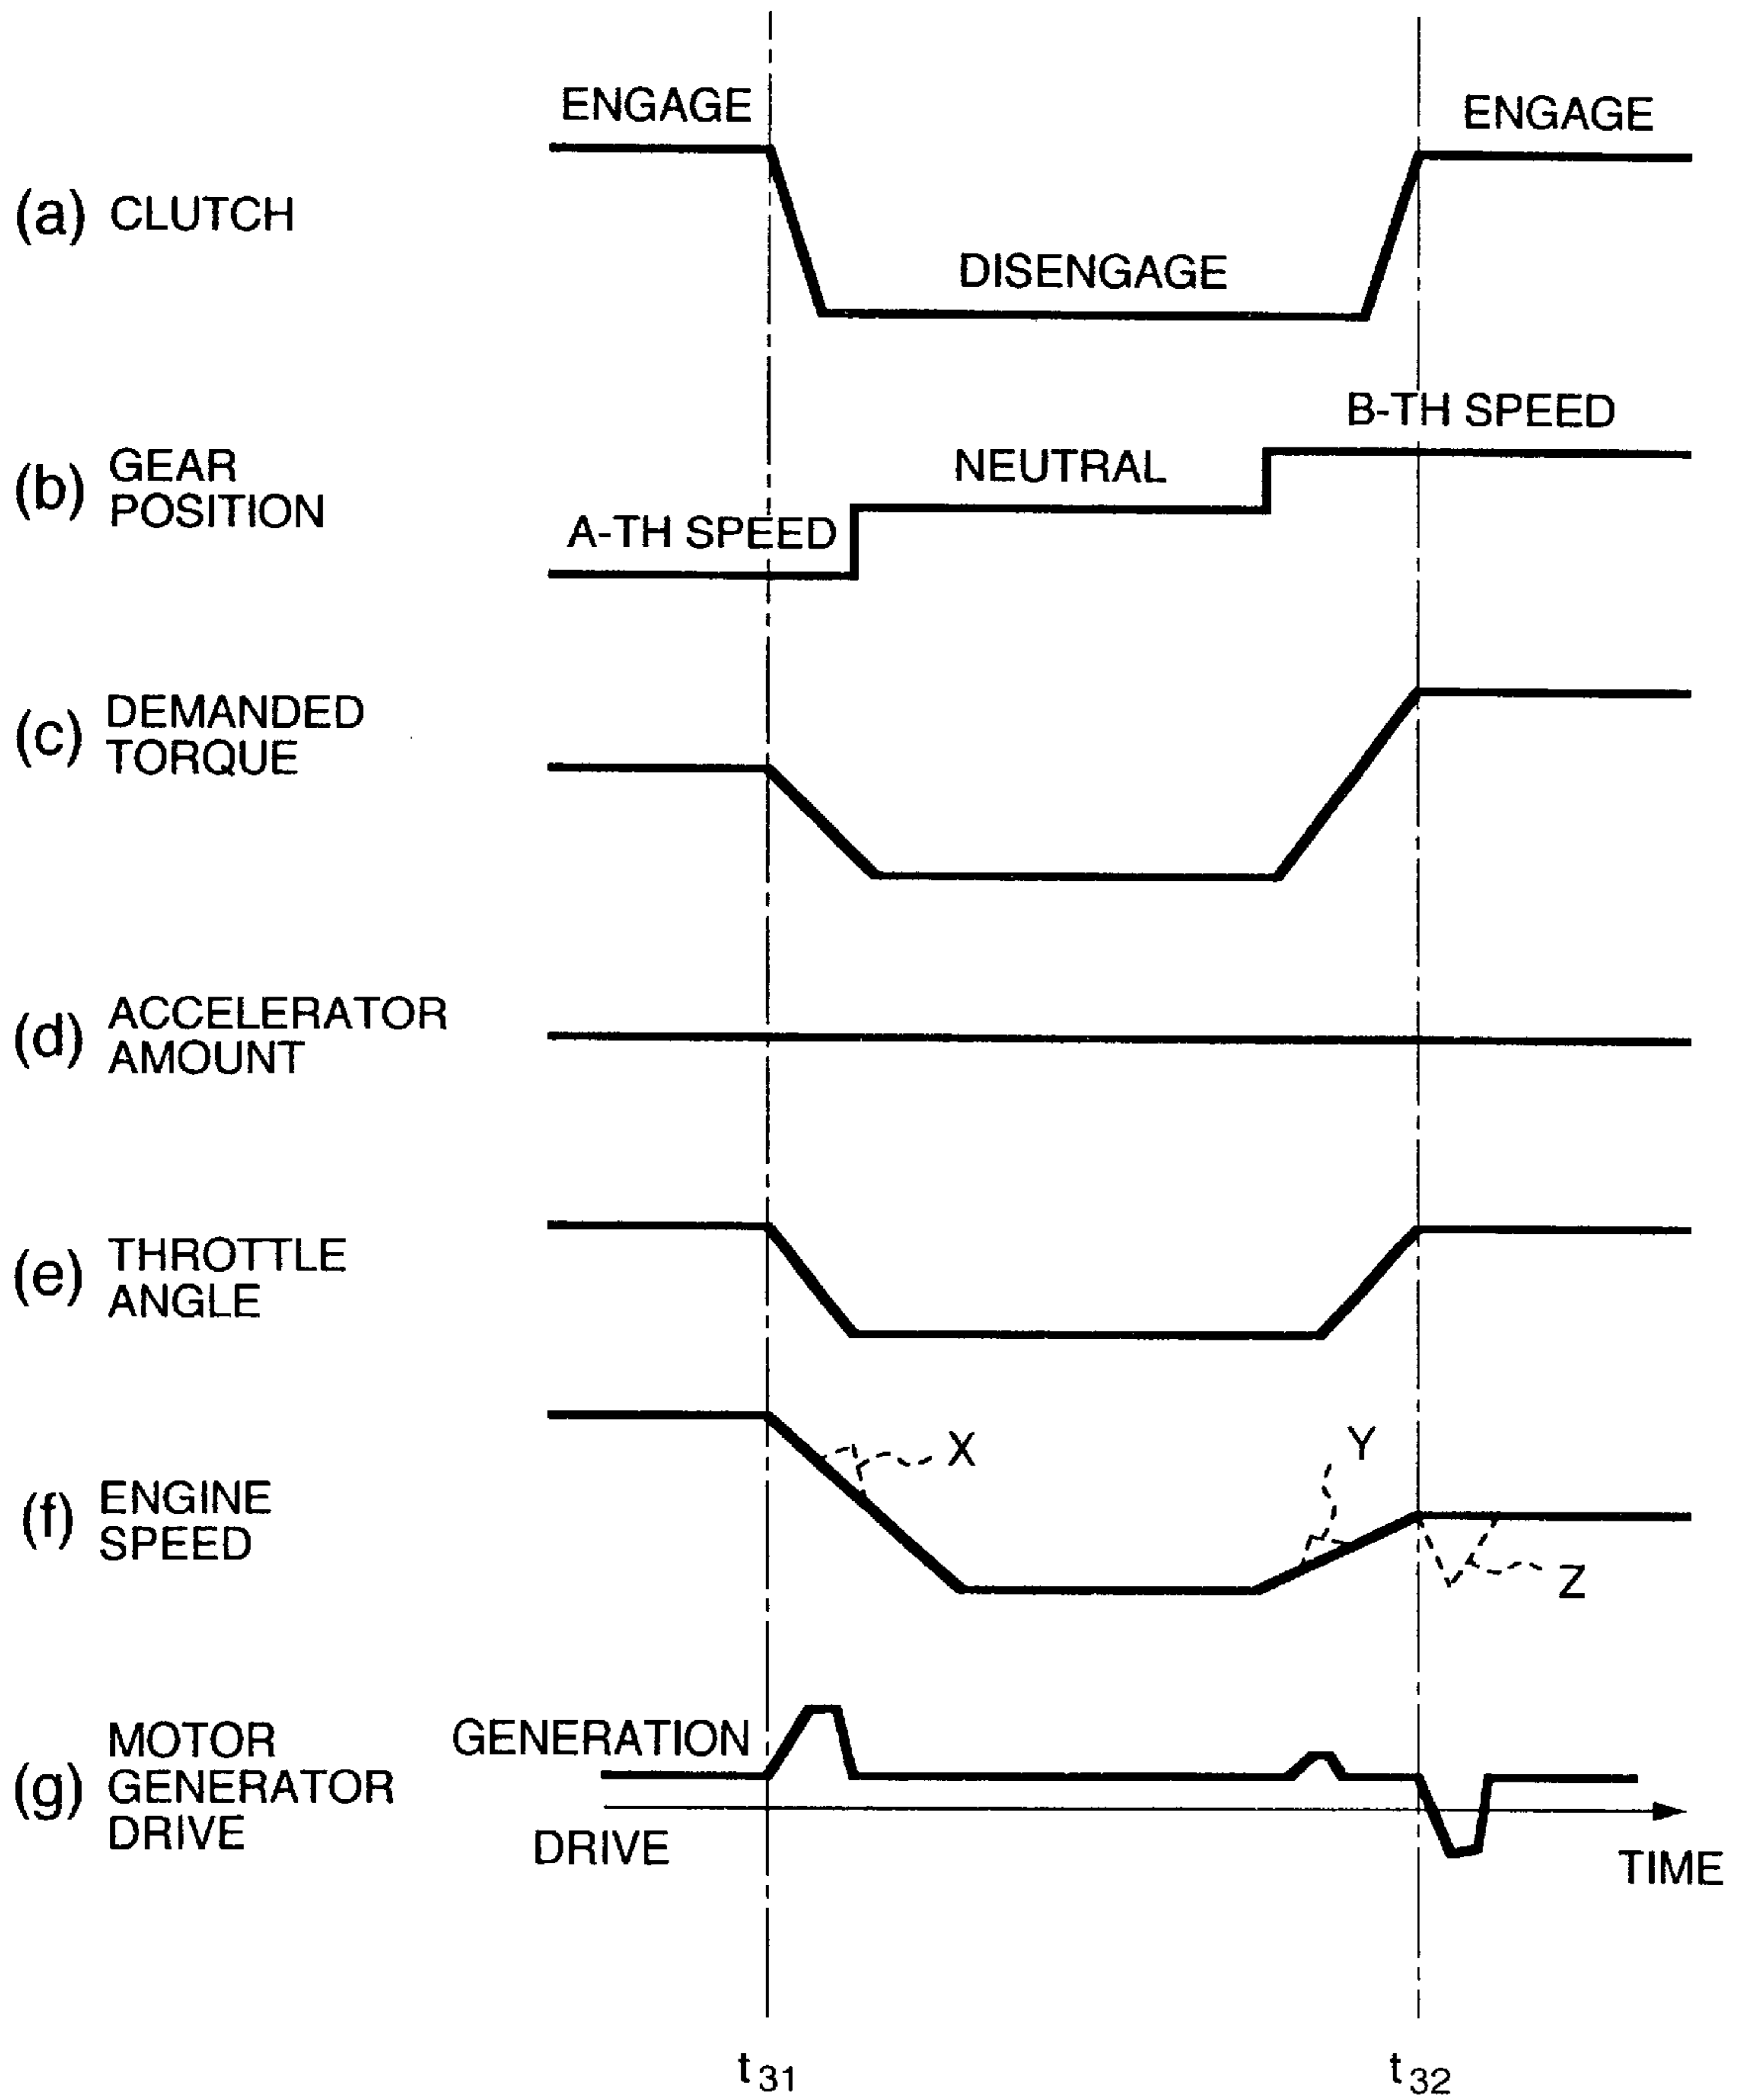 ENGAGE
ENGAGE
(a) CLUTCH
DISENGAGE
B-TH SPEED
(b) GEAR
POSITION
NEUTRAL
A-TH SPEED
(c) DEMANDED
TORQUE
(d) ACCELERATOR
AMOUNT
(e) THROTTLE
ANGLE
X
Y
(f) ENGINE
SPEED
Z
(g) MOTOR
GENERATOR
DRIVE
GENERATION
DRIVE
TIME
t31
t32